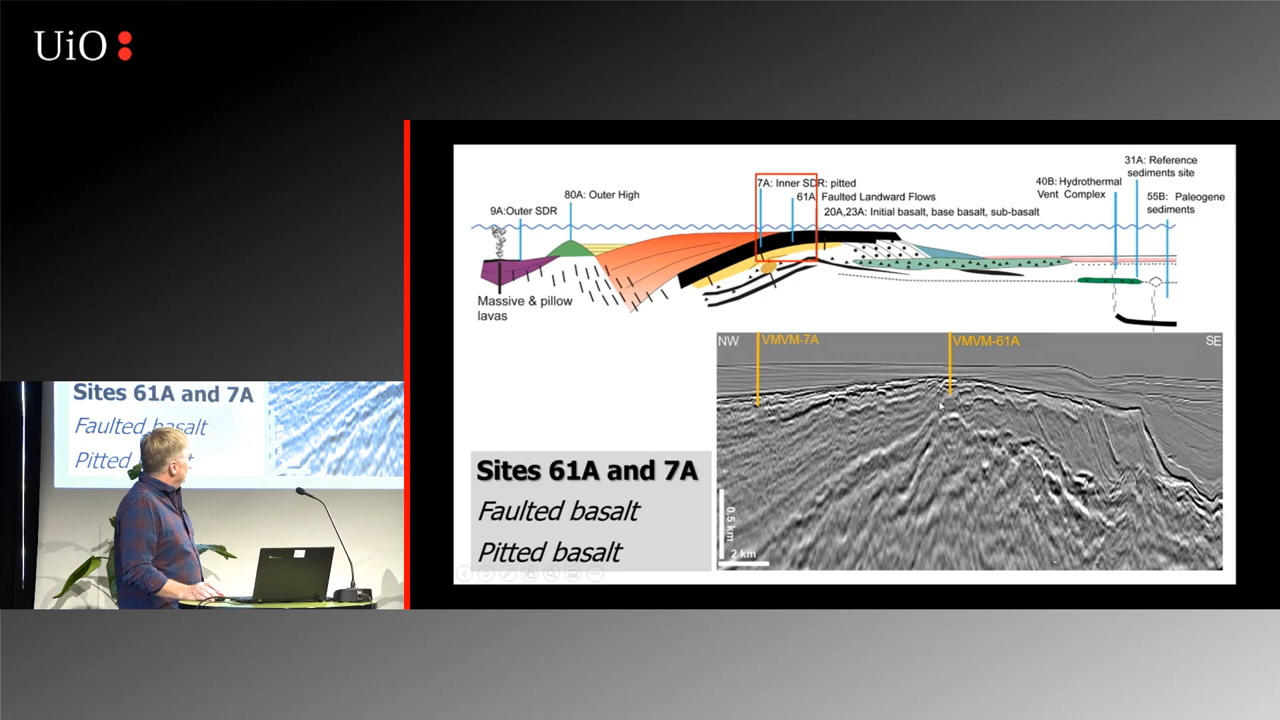 UiO
31A: Reference
sediments site
7A: Inner SDR: pitted
40B: Hydrothermal
Vent Complex
80A: Outer High
61A: Faulted Landward Flows
55B: Paleogene
sediments
9A:Outer SDR
20A,23A: Initial basalt, base basalt, sub-basalt
Massive & pillow
lavas
NW
VMVM-7A
VMVM-61A
SE
0.5 km
2 km
Sites 61A and 7A
Faulted basalt
Pitted basalt
Sites 61A and 7A
Faulted basalt
Pitted